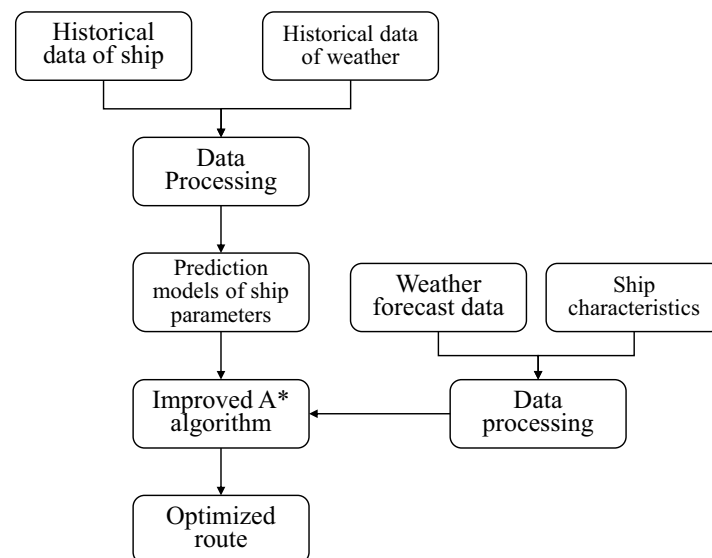 Historical
data of ship
Historical data
of weather
Data
Processing
Prediction
models of ship
parameters
Weather
forecast data
Ship
characteristics
Improved A*
algorithm
Data
processing
Optimized
route